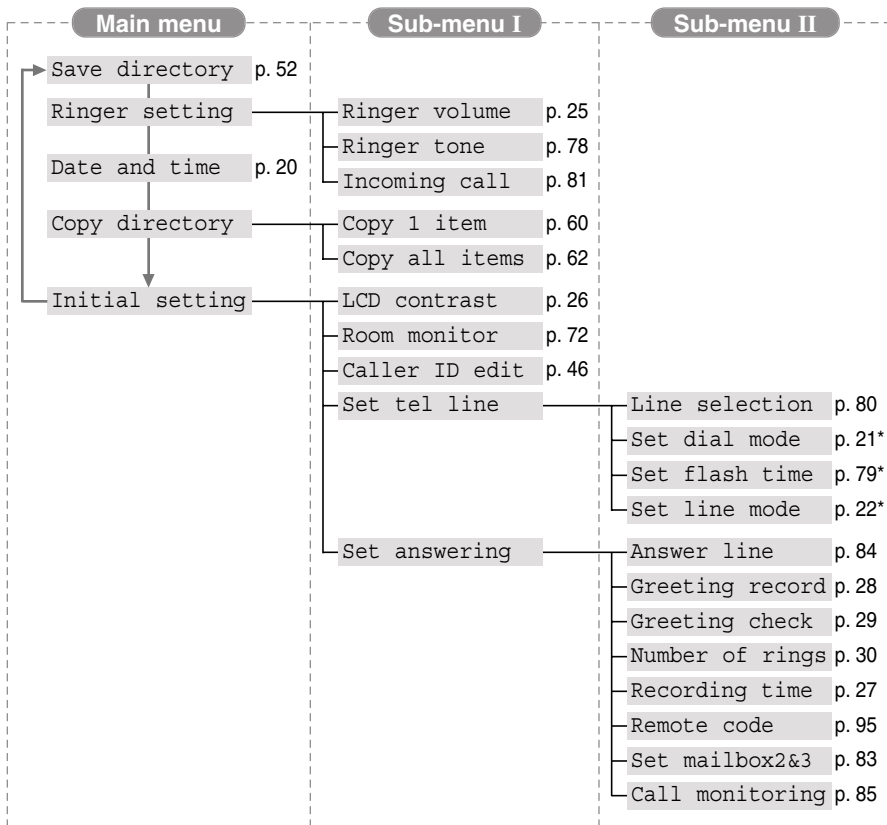 Main menu Sub-menu I Sub-menu II
Save directory p. 52
Ringer setting Ringer volume p. 25
Ringer tone p. 78
Date and time p. 20
Incoming call p. 81
Copy directory Copy 1 item p. 60
Copy all items p. 62
Initial setting LCD contrast p. 26
Room monitor p. 72
Caller ID edit p. 46
Set tel line Line selection p. 80
Set dial mode p. 21*
Set flash time p. 79*
Set line mode p. 22*
Set answering Answer line p. 84
Greeting record p. 28
Greeting check p. 29
Number of rings p. 30
Recording time p. 27
Remote code p. 95
Set mailbox2&3 p. 83
Call monitoring p. 85